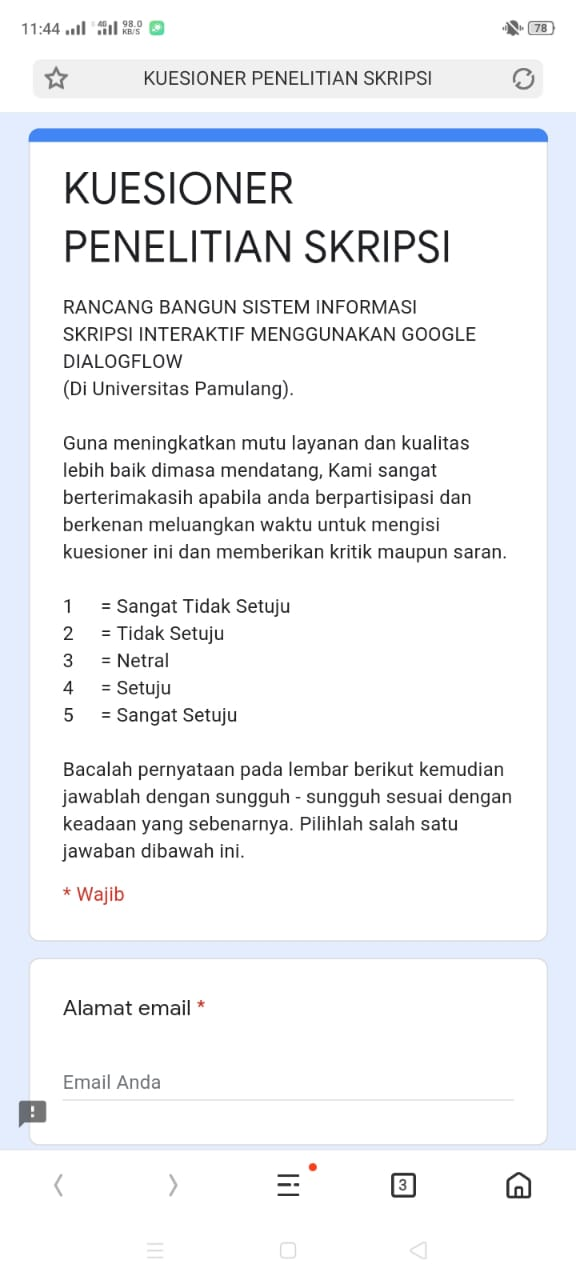 11:44 4G 98.0 KB/S 78
KUESIONER PENELITIAN SKRIPSI
KUESIONER
PENELITIAN SKRIPSI
RANCANG BANGUN SISTEM INFORMASI
SKRIPSI INTERAKTIF MENGGUNAKAN GOOGLE
DIALOGFLOW
(Di Universitas Pamulang).
Guna meningkatkan mutu layanan dan kualitas
lebih baik dimasa mendatang, Kami sangat
berterimakasih apabila anda berpartisipasi dan
berkenan meluangkan waktu untuk mengisi
kuesioner ini dan memberikan kritik maupun saran.
1 = Sangat Tidak Setuju
2 = Tidak Setuju
3 = Netral
4 = Setuju
5 = Sangat Setuju
Bacalah pernyataan pada lembar berikut kemudian
jawablah dengan sungguh - sungguh sesuai dengan
keadaan yang sebenarnya. Pilihlah salah satu
jawaban dibawah ini.
* Wajib
Alamat email *
Email Anda
3